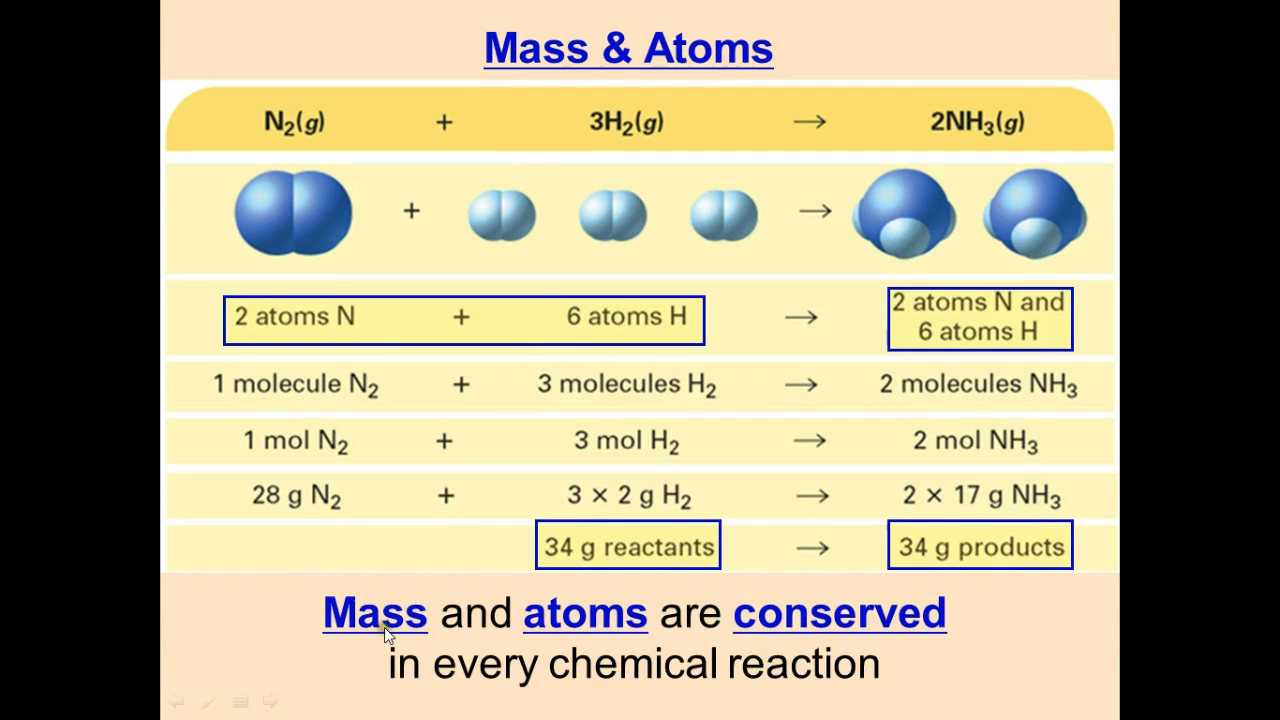 Mass & Atoms
N₂(g) + 3H₂(g) → 2NH₃(g)
+ →
2 atoms N + 6 atoms H → 2 atoms N and
6 atoms H
1 molecule N₂ + 3 molecules H₂ → 2 molecules NH₃
1 mol N₂ + 3 mol H₂ → 2 mol NH₃
28 g N₂ + 3 × 2 g H₂ → 2 × 17 g NH₃
34 g reactants → 34 g products
Mass and atoms are conserved
in every chemical reaction